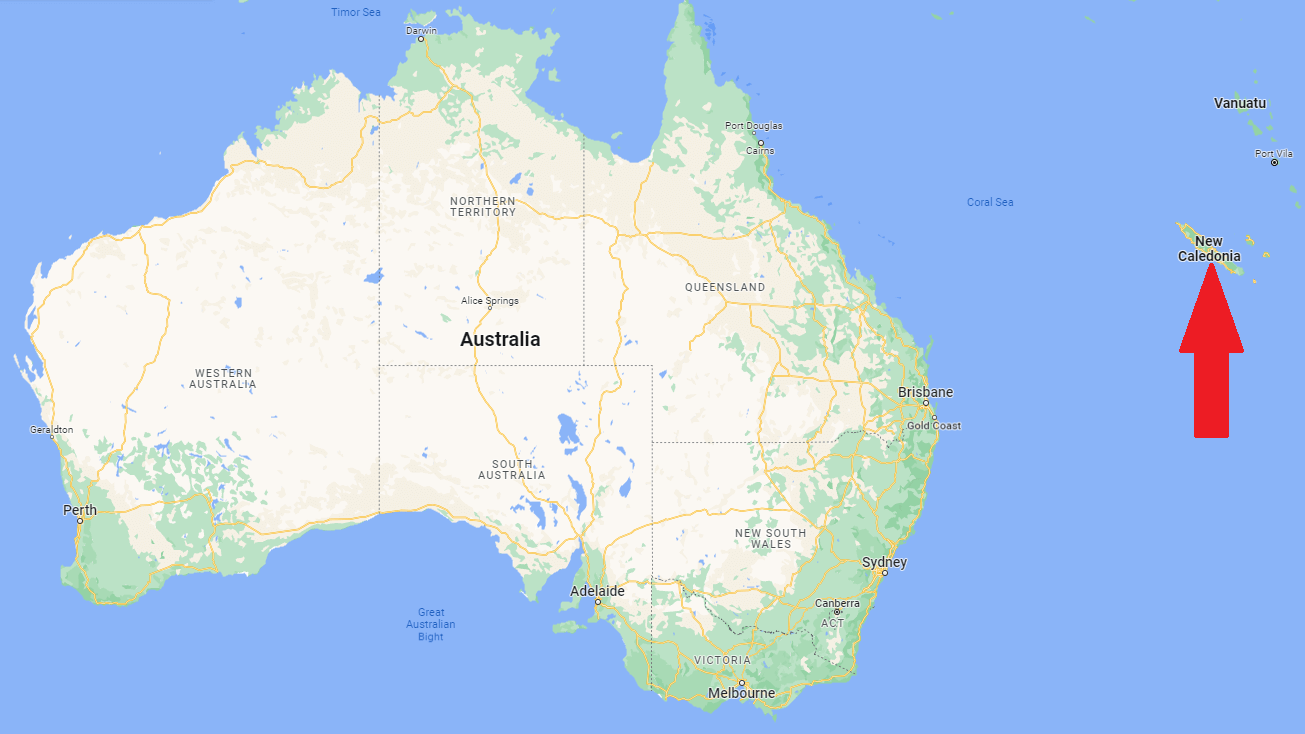 Timor Sea
Darwin
Vanuatu
Port Douglas
Cairns
Port Vila
NORTHERN
TERRITORY
Coral Sea
New
Caledonia
QUEENSLAND
Alice Springs
Australia
WESTERN
AUSTRALIA
Brisbane
Gold Coast
Geraldton
SOUTH
AUSTRALIA
Perth
NEW SOUTH
WALES
Sydney
Adelaide
Canberra
ACT
Great
Australian
Bight
VICTORIA
Melbourne